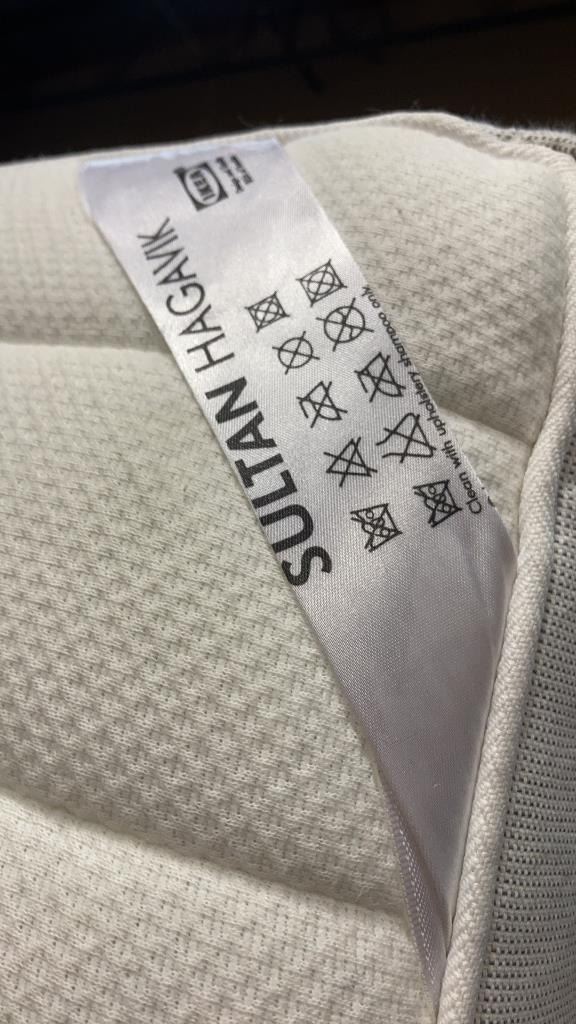 SULTAN HAGAVIK
IKEA
Clean with upholstery shampoo only